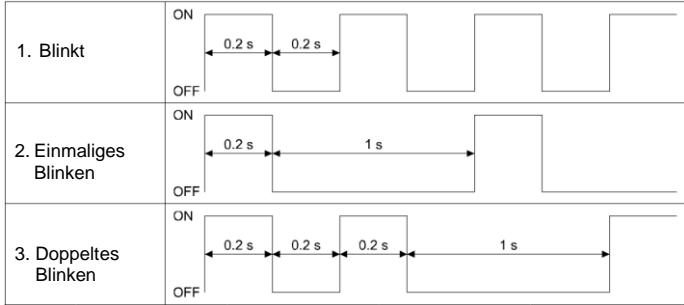 ON
1. Blinkt
0.2 s 0.2 s
OFF
ON
2. Einmaliges
Blinken
0.2 s 1 s
OFF
ON
3. Doppeltes
Blinken
0.2 s 0.2 s 0.2 s 1 s
OFF